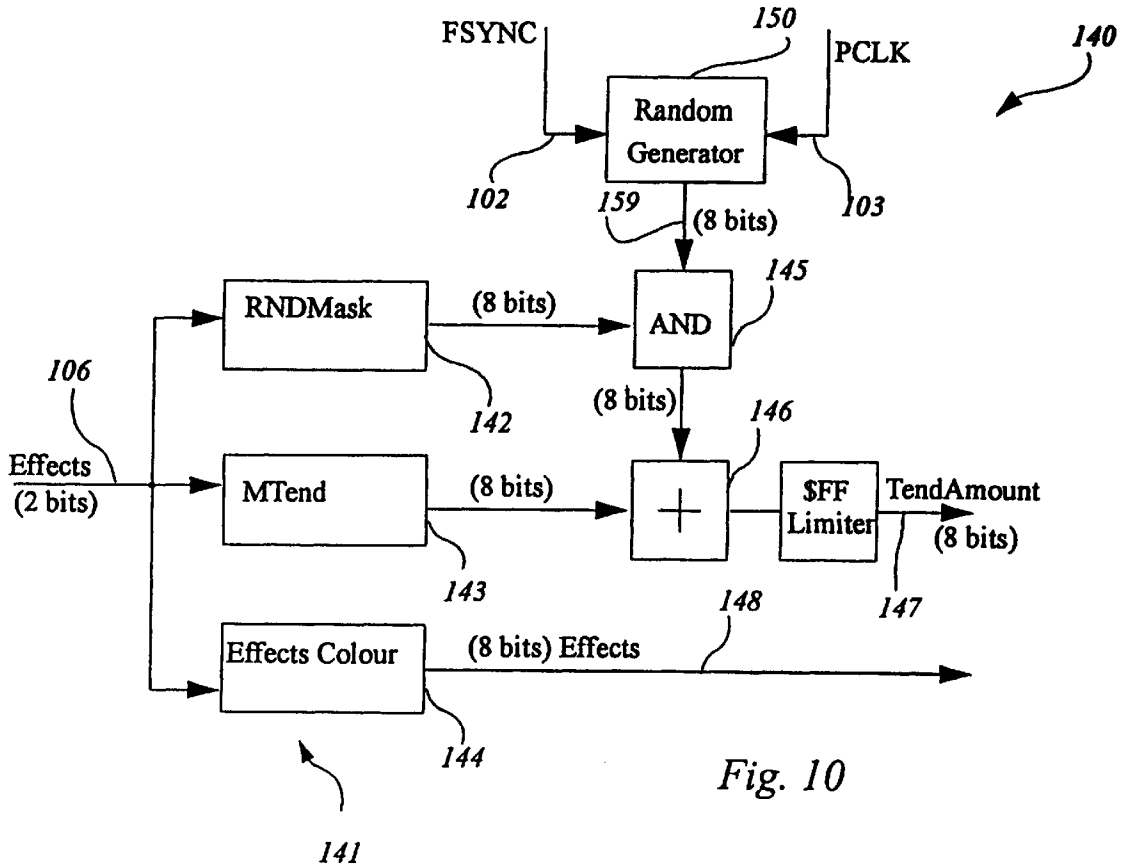 150
FSYNC
PCLK
140
Random
Generator
102
159
(8 bits)
103
145
RNDMask
(8 bits)
AND
106
142
(8 bits)
146
Effects
(2 bits)
MTend
(8 bits)
+
$FF
Limiter
TendAmount
(8 bits)
143
148
147
Effects Colour
(8 bits) Effects
144
Fig. 10
141